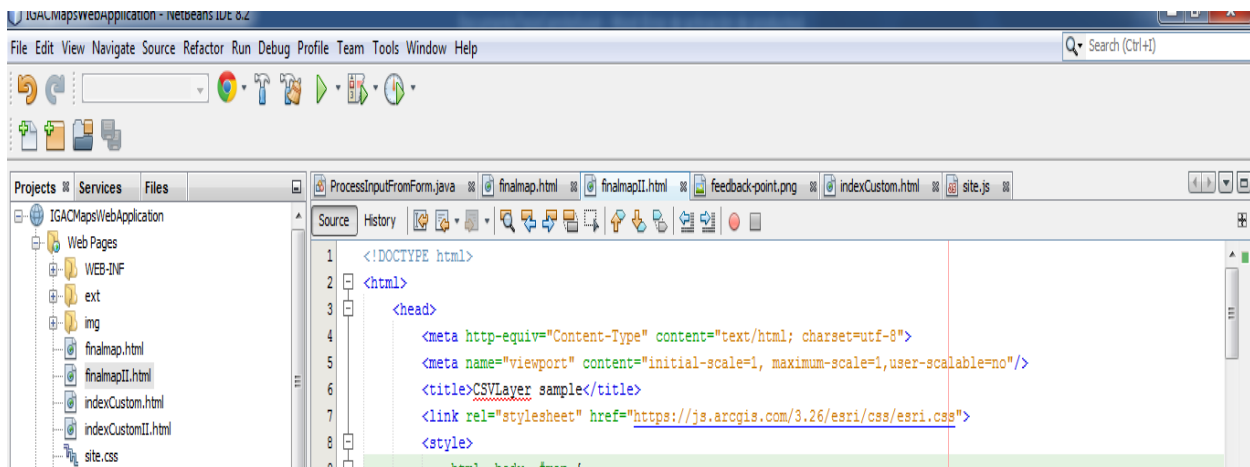 IGACMapsWebApplication - NetBeans IDE 8.2
File Edit View Navigate Source Refactor Run Debug Profile Team Tools Window Help
Search (Ctrl+I)
Projects Services Files
ProcessInputFromForm.java finalmap.html finalmapII.html feedback-point.png indexCustom.html site.js
IGACMapsWebApplication
Web Pages
WEB-INF
ext
img
finalmap.html
finalmapII.html
indexCustom.html
indexCustomII.html
site.css
Source History
1 <!DOCTYPE html>
2 <html>
3 <head>
4 <meta http-equiv="Content-Type" content="text/html; charset=utf-8">
5 <meta name="viewport" content="initial-scale=1, maximum-scale=1,user-scalable=no"/>
6 <title>CSVLayer sample</title>
7 <link rel="stylesheet" href="https://js.arcgis.com/3.26/esri/css/esri.css">
8 <style>
html, body, #map {